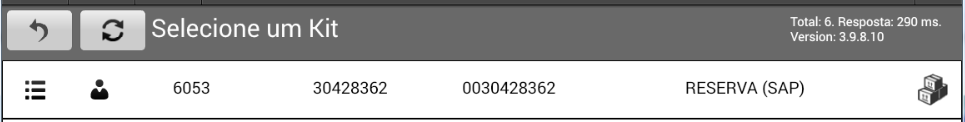 Selecione um Kit
Total: 6. Resposta: 290 ms.
Version: 3.9.8.10
6053 30428362 0030428362 RESERVA (SAP)